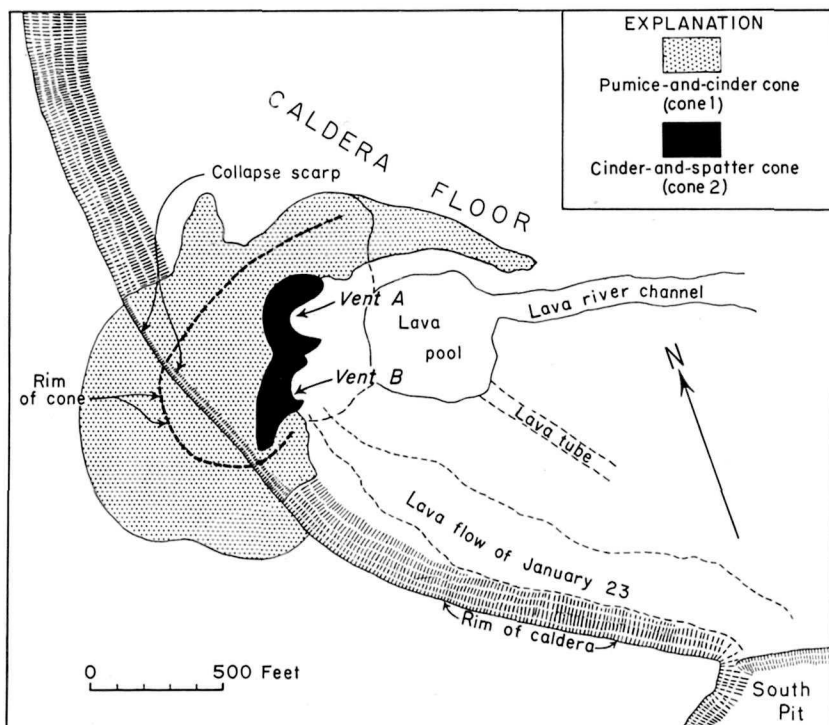 EXPLANATION
Pumice-and-cinder cone
(cone 1)
Cinder-and-spatter cone
(cone 2)
CALDERA FLOOR
Collapse scarp
Vent A
Lava river channel
Lava
pool
N
Rim
of cone
Vent B
Lava tube
Lava flow of January 23
Rim of caldera
0 500 Feet
South
Pit